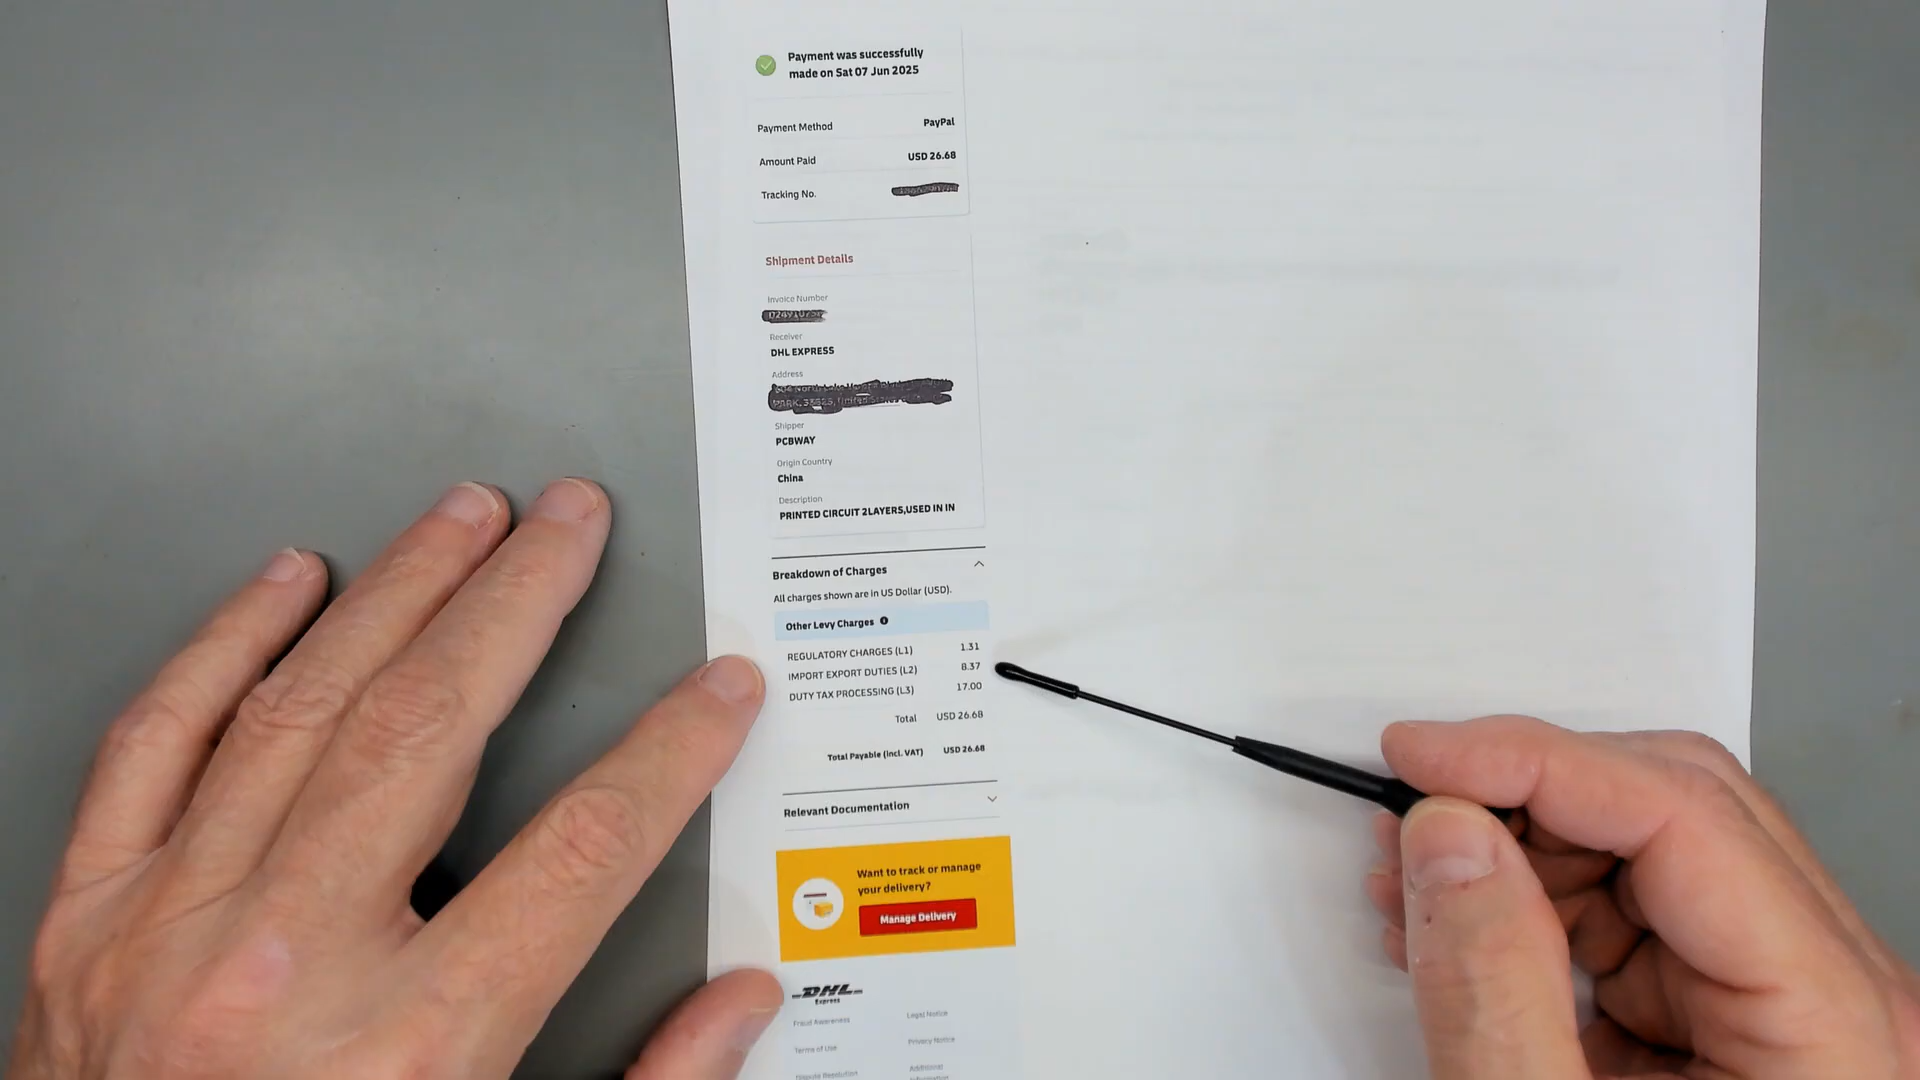 Payment was successfully
made on Sat 07 Jun 2025
Payment Method PayPal
Amount Paid USD 26.68
Tracking No.
Shipment Details
Invoice Number
Receiver
DHL EXPRESS
Address
Shipper
PCBWAY
Origin Country
China
Description
PRINTED CIRCUIT 2LAYERS,USED IN IN
Breakdown of Charges
All charges shown are in US Dollar (USD).
Other Levy Charges
REGULATORY CHARGES (L1) 1.31
IMPORT EXPORT DUTIES (L2) 8.37
DUTY TAX PROCESSING (L3) 17.00
Total USD 26.68
Total Payable (incl. VAT) USD 26.68
Relevant Documentation
Want to track or manage
your delivery?
Manage Delivery
DHL
Express
Fraud Awareness Legal Notice
Terms of Use Privacy Notice
Dispute Resolution Additional
Information